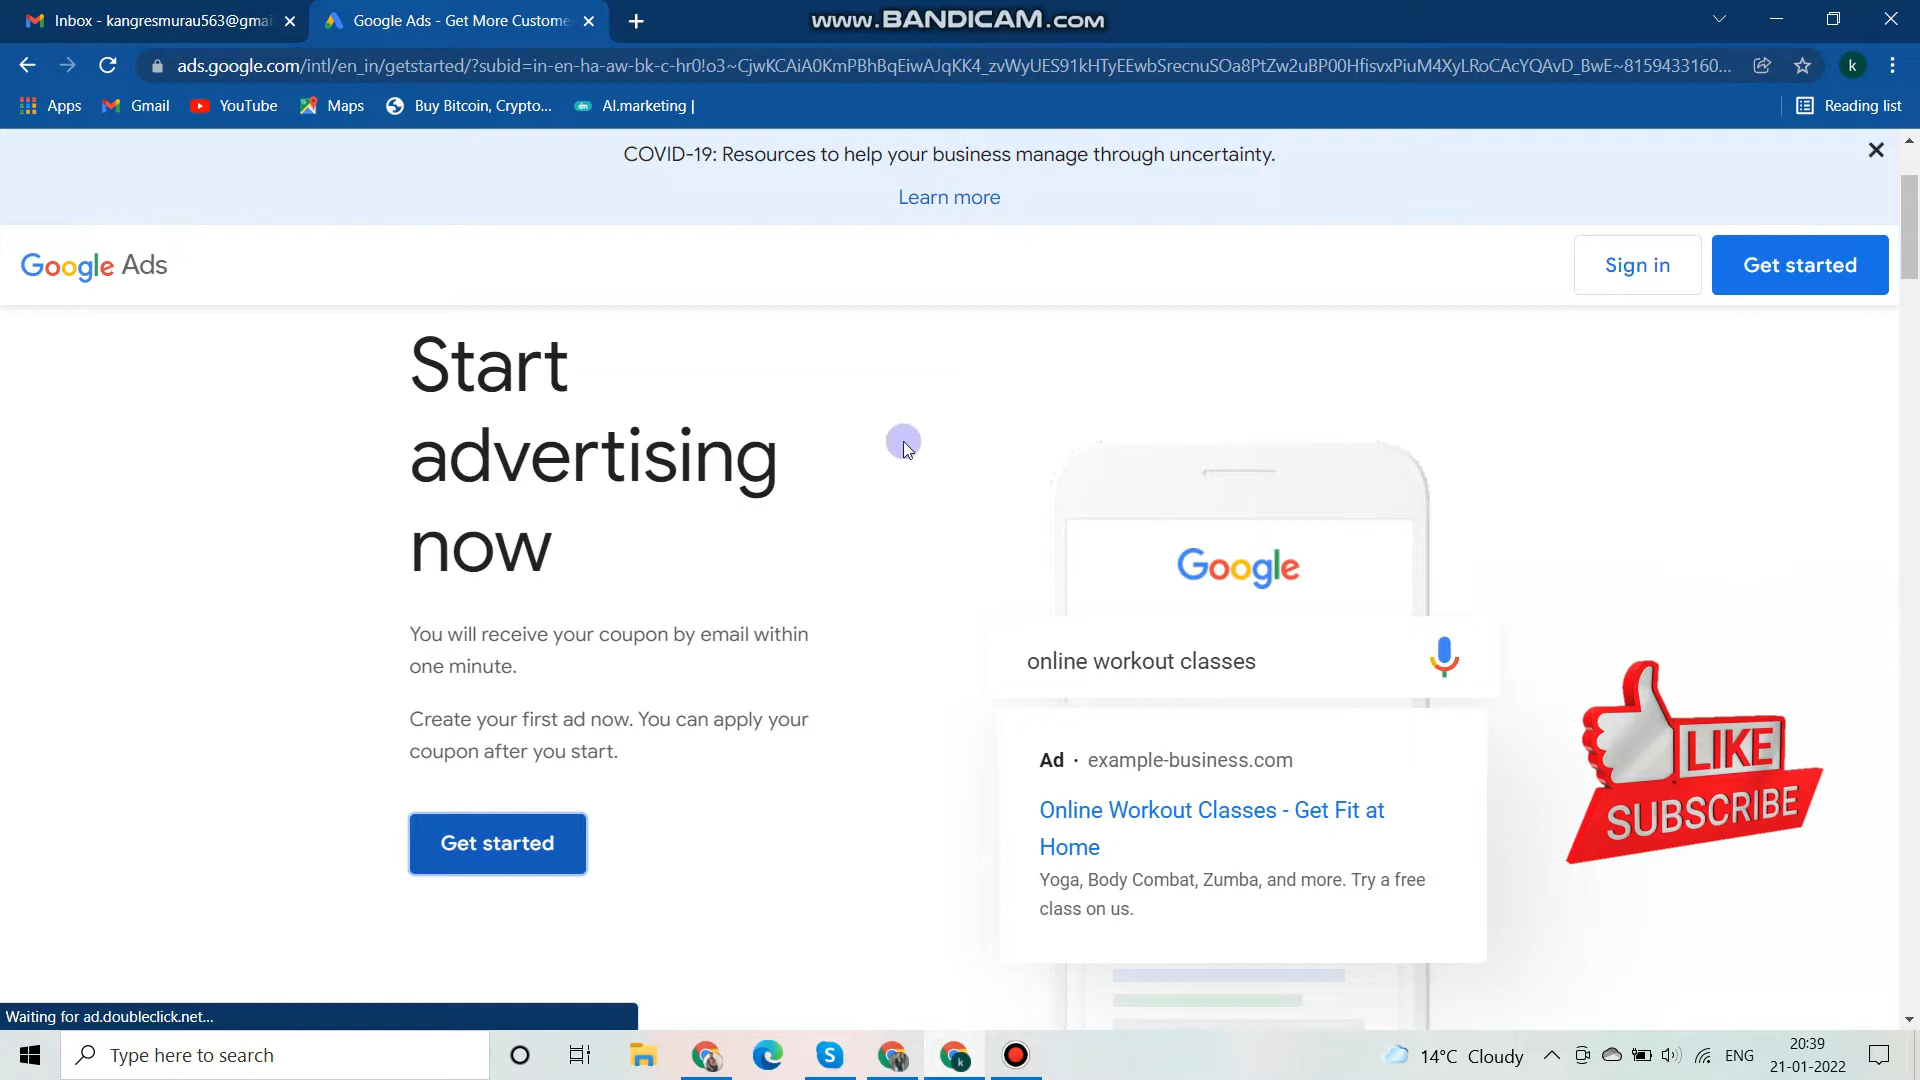 Inbox - kangresmurau563@gmai
Google Ads - Get More Custome
www.BANDICAM.com
ads.google.com/intl/en_in/getstarted/?subid=in-en-ha-aw-bk-c-hr0!o3~CjwKCAiA0KmPBhBqEiwAJqKK4_zvWyUES91kHTyEEwbSrecnuSOa8PtZw2uBP00HfisvxPiuM4XyLRoCAcYQAvD_BwE~8159433160...
k
Apps
Gmail
YouTube
Maps
Buy Bitcoin, Crypto...
dm
AI.marketing |
Reading list
COVID-19: Resources to help your business manage through uncertainty.
Learn more
Google Ads
Sign in
Get started
Start
advertising
now
You will receive your coupon by email within
one minute.
Create your first ad now. You can apply your
coupon after you start.
Get started
Google
online workout classes
Ad · example-business.com
Online Workout Classes - Get Fit at
Home
Yoga, Body Combat, Zumba, and more. Try a free
class on us.
LIKE
SUBSCRIBE
Waiting for ad.doubleclick.net...
Type here to search
S
k
14°C Cloudy
ENG
20:39
21-01-2022